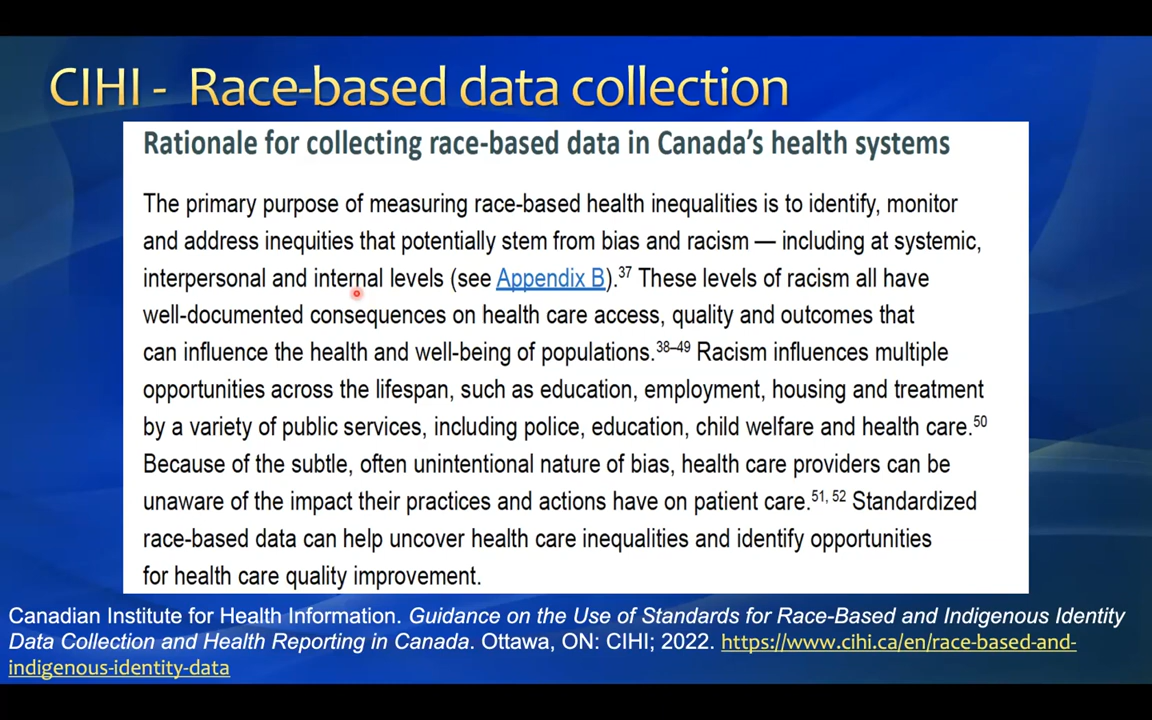 CIHI - Race-based data collection
Rationale for collecting race-based data in Canada's health systems
The primary purpose of measuring race-based health inequalities is to identify, monitor
and address inequities that potentially stem from bias and racism — including at systemic,
interpersonal and internal levels (see Appendix B).37 These levels of racism all have
well-documented consequences on health care access, quality and outcomes that
can influence the health and well-being of populations.38–49 Racism influences multiple
opportunities across the lifespan, such as education, employment, housing and treatment
by a variety of public services, including police, education, child welfare and health care.50
Because of the subtle, often unintentional nature of bias, health care providers can be
unaware of the impact their practices and actions have on patient care.51, 52 Standardized
race-based data can help uncover health care inequalities and identify opportunities
for health care quality improvement.
Canadian Institute for Health Information. Guidance on the Use of Standards for Race-Based and Indigenous Identity
Data Collection and Health Reporting in Canada. Ottawa, ON: CIHI; 2022. https://www.cihi.ca/en/race-based-and-
indigenous-identity-data